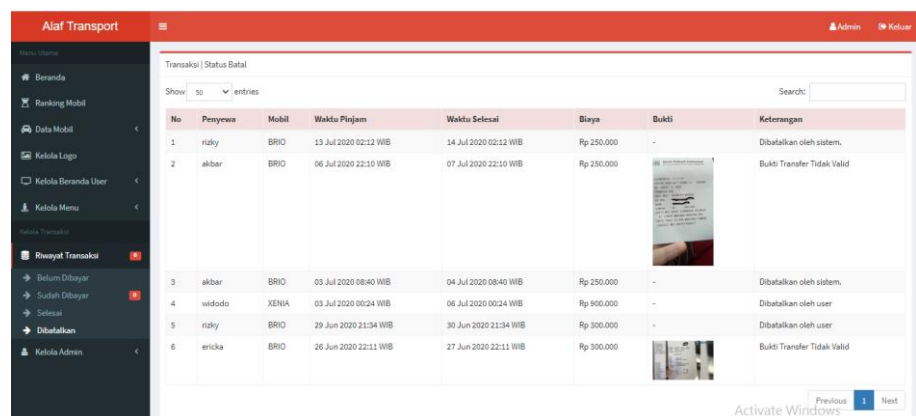 Alaf Transport
Admin Keluar
Menu Utama
Beranda
Ranking Mobil
Data Mobil
Kelola Logo
Kelola Beranda User
Kelola Menu
Kelola Transaksi
Riwayat Transaksi 0
Belum Dibayar
Sudah Dibayar 0
Selesai
Dibatalkan
Kelola Admin
Transaksi | Status Batal
Show 50 entries Search:
No Penyewa Mobil Waktu Pinjam Waktu Selesai Biaya Bukti Keterangan
1 rizky BRIO 13 Jul 2020 02:12 WIB 14 Jul 2020 02:12 WIB Rp 250.000 - Dibatalkan oleh sistem.
2 akbar BRIO 06 Jul 2020 22:10 WIB 07 Jul 2020 22:10 WIB Rp 250.000 Bukti Transfer Tidak Valid
3 akbar BRIO 03 Jul 2020 08:40 WIB 04 Jul 2020 08:40 WIB Rp 250.000 - Dibatalkan oleh sistem.
4 widodo XENIA 03 Jul 2020 00:24 WIB 06 Jul 2020 00:24 WIB Rp 900.000 - Dibatalkan oleh user
5 rizky BRIO 29 Jun 2020 21:34 WIB 30 Jun 2020 21:34 WIB Rp 300.000 - Dibatalkan oleh user
6 ericka BRIO 26 Jun 2020 22:11 WIB 27 Jun 2020 22:11 WIB Rp 300.000 Bukti Transfer Tidak Valid
Previous 1 Next
Activate Windows